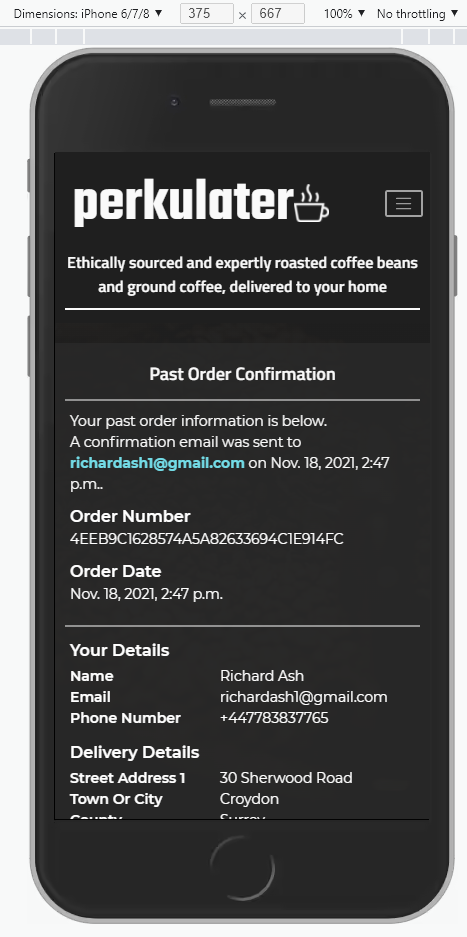 Dimensions: iPhone 6/7/8 ▼ 375 × 667 100% ▼ No throttling ▼
perkulater
Ethically sourced and expertly roasted coffee beans
and ground coffee, delivered to your home
Past Order Confirmation
Your past order information is below.
A confirmation email was sent to
richardash1@gmail.com on Nov. 18, 2021, 2:47
p.m..
Order Number
4EEB9C1628574A5A82633694C1E914FC
Order Date
Nov. 18, 2021, 2:47 p.m.
Your Details
Name Richard Ash
Email richardash1@gmail.com
Phone Number +447783837765
Delivery Details
Street Address 1 30 Sherwood Road
Town Or City Croydon
County Surrey